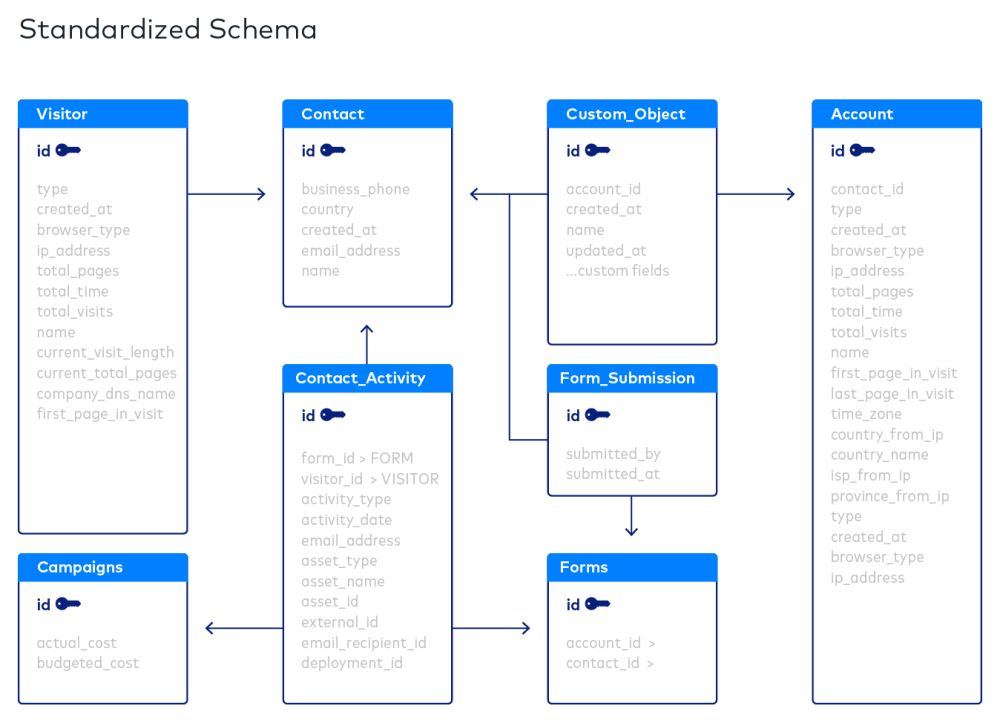 Standardized Schema
Visitor
id
type
created_at
browser_type
ip_address
total_pages
total_time
total_visits
name
current_visit_length
current_total_pages
company_dns_name
first_page_in_visit
Contact
id
business_phone
country
created_at
email_address
name
Custom_Object
id
account_id
created_at
name
updated_at
...custom fields
Account
id
contact_id
type
created_at
browser_type
ip_address
total_pages
total_time
total_visits
name
first_page_in_visit
last_page_in_visit
time_zone
country_from_ip
country_name
isp_from_ip
province_from_ip
type
created_at
browser_type
ip_address
Contact_Activity
id
form_id > FORM
visitor_id > VISITOR
activity_type
activity_date
email_address
asset_type
asset_name
asset_id
external_id
email_recipient_id
deployment_id
Form_Submission
id
submitted_by
submitted_at
Campaigns
id
actual_cost
budgeted_cost
Forms
id
account_id >
contact_id >